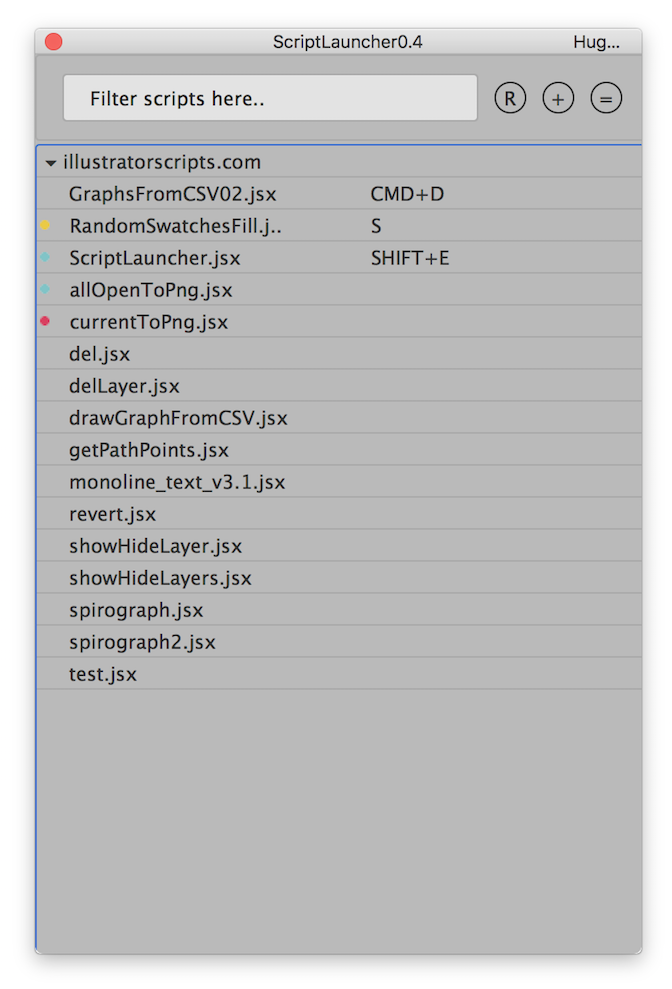 ScriptLauncher0.4 Hug...
Filter scripts here.. R + =
illustratorscripts.com
GraphsFromCSV02.jsx CMD+D
RandomSwatchesFill.j.. S
ScriptLauncher.jsx SHIFT+E
allOpenToPng.jsx
currentToPng.jsx
del.jsx
delLayer.jsx
drawGraphFromCSV.jsx
getPathPoints.jsx
monoline_text_v3.1.jsx
revert.jsx
showHideLayer.jsx
showHideLayers.jsx
spirograph.jsx
spirograph2.jsx
test.jsx